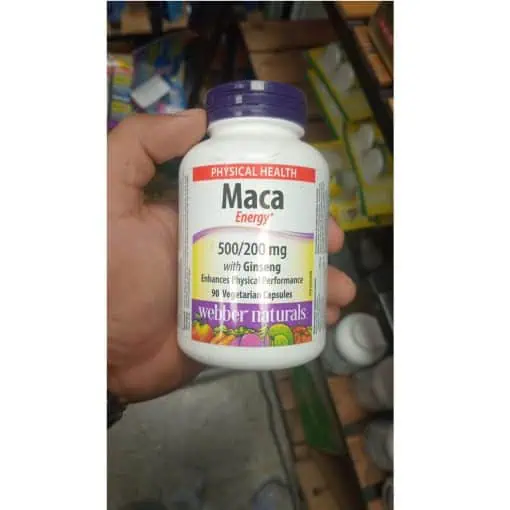 PHYSICAL HEALTH
Maca
Energy+
500/200 mg
with Ginseng
Enhances Physical Performance
90 Vegetarian Capsules
webber naturals